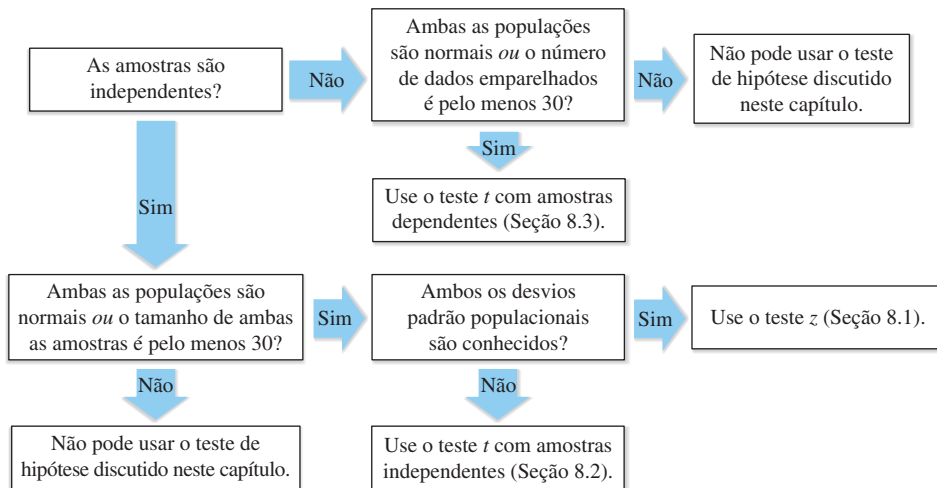 As amostras são
independentes?
Não
Ambas as populações
são normais ou o número
de dados emparelhados
é pelo menos 30?
Não
Não pode usar o teste
de hipótese discutido
neste capítulo.
Sim
Use o teste t com amostras
dependentes (Seção 8.3).
Sim
Ambas as populações são
normais ou o tamanho de ambas
as amostras é pelo menos 30?
Sim
Ambos os desvios
padrão populacionais
são conhecidos?
Sim
Use o teste z (Seção 8.1).
Não
Não pode usar o teste de
hipótese discutido neste capítulo.
Não
Use o teste t com amostras
independentes (Seção 8.2).